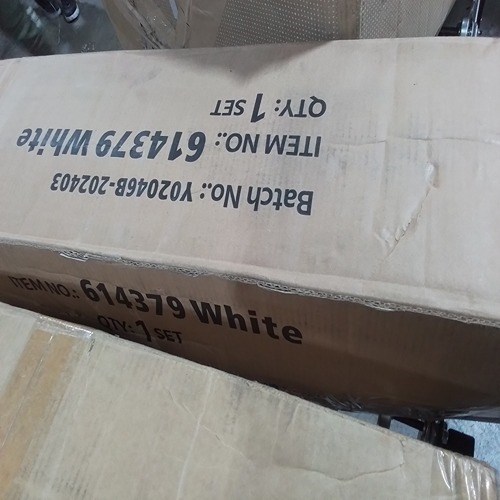 Batch No.: Y02046B-202403
ITEM NO.: 614379 White
QTY: 1 SET
ITEM NO.: 614379 White
QTY: 1 SET